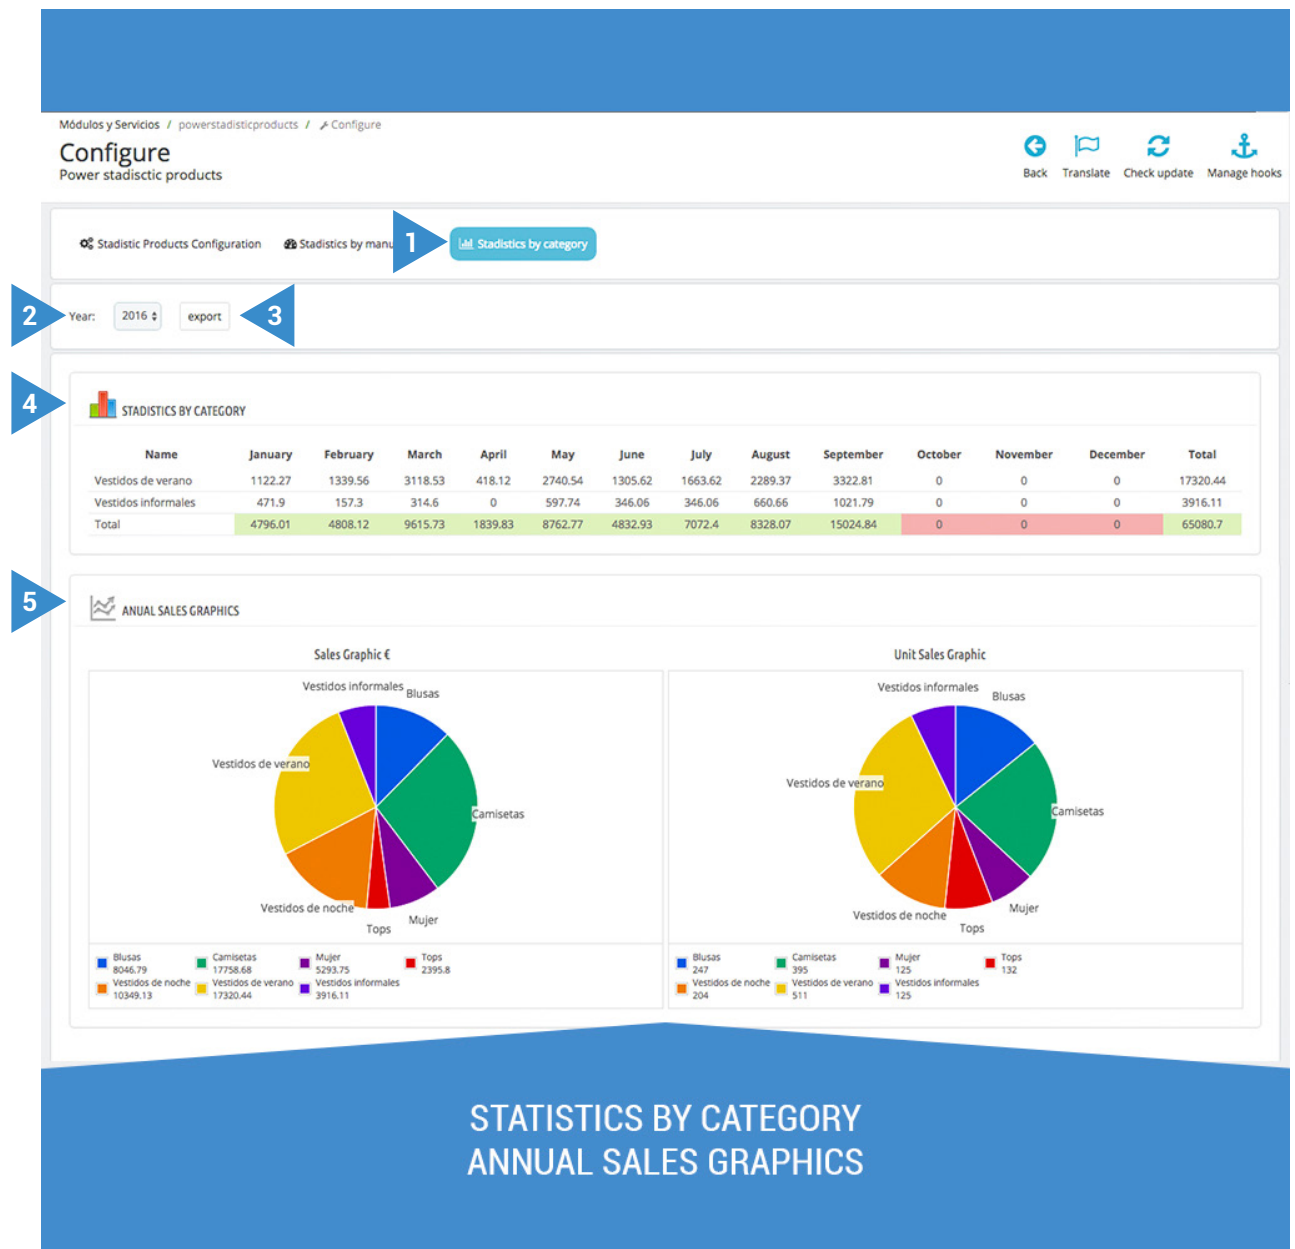 Módulos y Servicios / powerstadisticproducts / Configure
Configure
Power stadisctic products
Back Translate Check update Manage hooks
Stadistic Products Configuration Stadistics by manu 1 Stadistics by category
2 Year: 2016 export 3
4 STADISTICS BY CATEGORY
Name January February March April May June July August September October November December Total
Vestidos de verano 1122.27 1339.56 3118.53 418.12 2740.54 1305.62 1663.62 2289.37 3322.81 0 0 0 17320.44
Vestidos informales 471.9 157.3 314.6 0 597.74 346.06 346.06 660.66 1021.79 0 0 0 3916.11
Total 4796.01 4808.12 9615.73 1839.83 8762.77 4832.93 7072.4 8328.07 15024.84 0 0 0 65080.7
5 ANUAL SALES GRAPHICS
Sales Graphic €
Vestidos informales
Blusas
Vestidos de verano
Camisetas
Vestidos de noche
Mujer
Tops
Blusas 8046.79
Camisetas 17758.68
Mujer 5293.75
Tops 2395.8
Vestidos de noche 10349.13
Vestidos de verano 17320.44
Vestidos informales 3916.11
Unit Sales Graphic
Vestidos informales
Blusas
Vestidos de verano
Camisetas
Vestidos de noche
Mujer
Tops
Blusas 247
Camisetas 395
Mujer 125
Tops 132
Vestidos de noche 204
Vestidos de verano 511
Vestidos informales 125
STATISTICS BY CATEGORY
ANNUAL SALES GRAPHICS